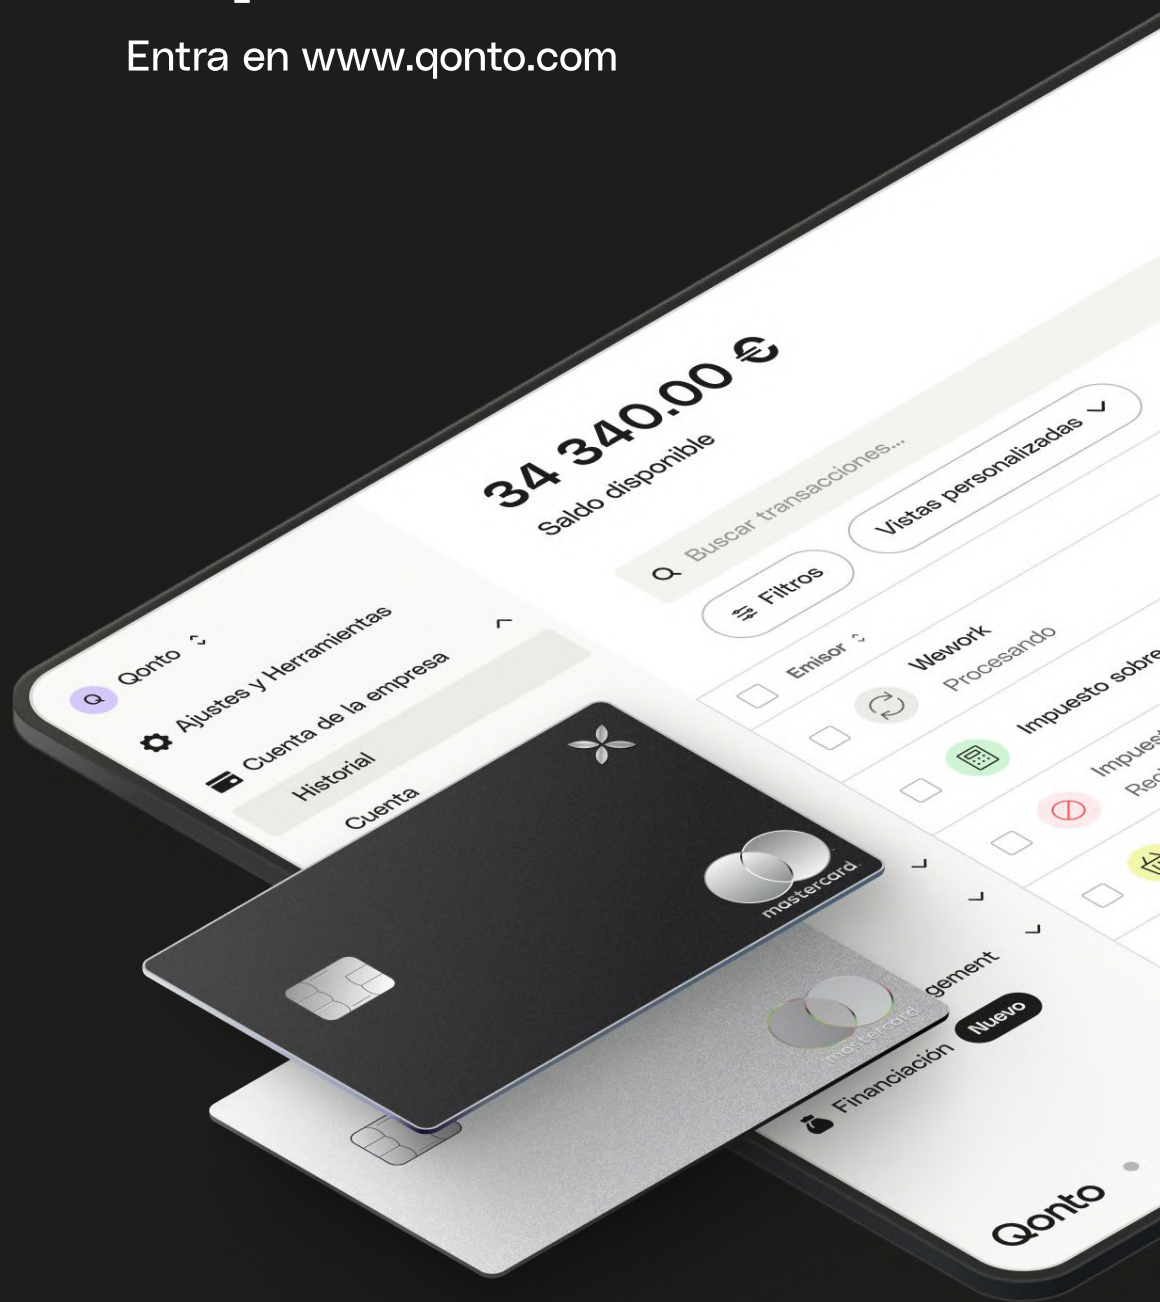 Entra en www.qonto.com
34 340.00 €
Saldo disponible
Buscar transacciones...
Filtros
Vistas personalizadas
Emisor
Wework
Procesando
Impuesto sobre
Q Qonto
Ajustes y Herramientas
Cuenta de la empresa
Historial
Cuenta
mastercard
mastercard
gement
Financiación Nuevo
Qonto